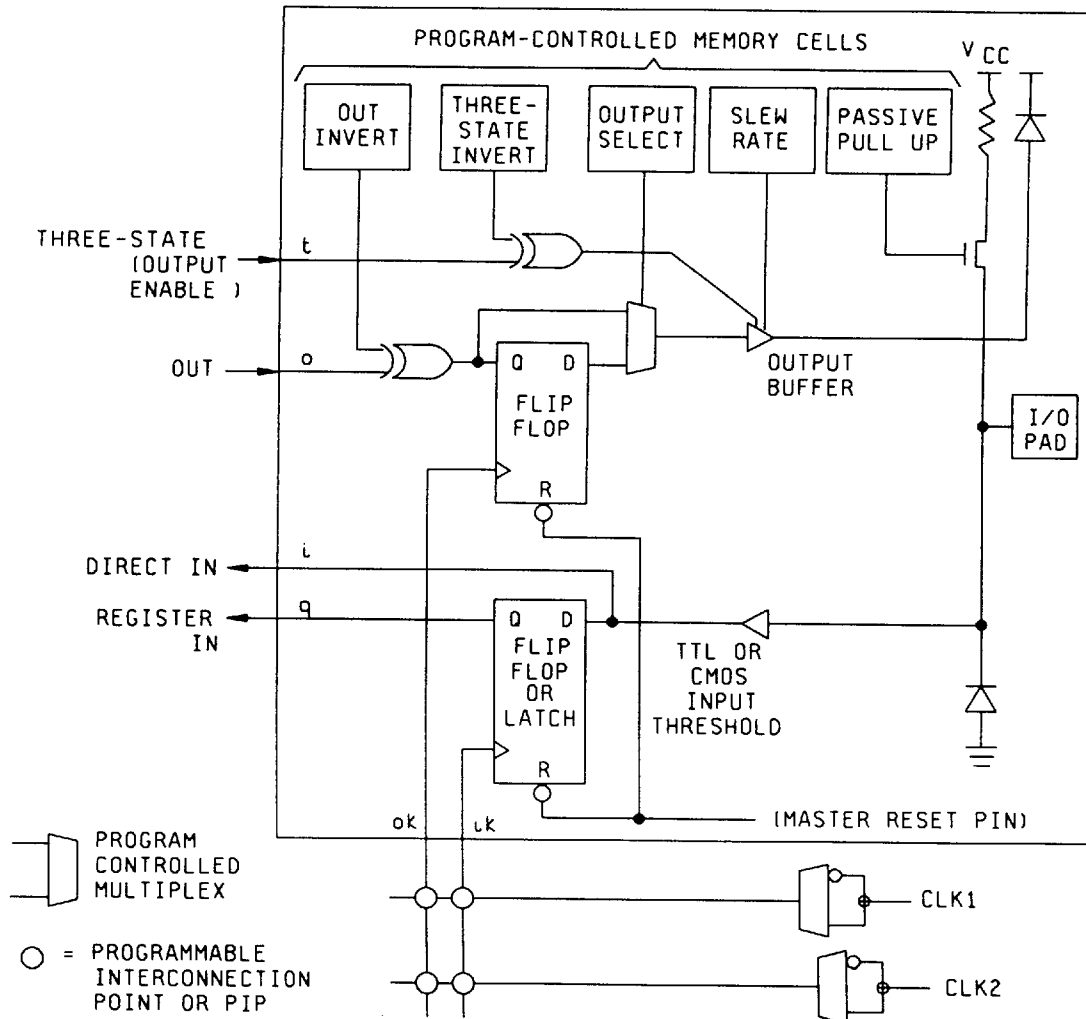 PROGRAM-CONTROLLED MEMORY CELLS
V CC
OUT
INVERT
THREE-
STATE
INVERT
OUTPUT
SELECT
SLEW
RATE
PASSIVE
PULL UP
THREE-STATE
(OUTPUT
ENABLE )
t
OUT
o
Q D
FLIP
FLOP
R
OUTPUT
BUFFER
I/O
PAD
DIRECT IN
i
REGISTER
IN
q
Q D
FLIP
FLOP
OR
LATCH
R
TTL OR
CMOS
INPUT
THRESHOLD
ok
ik
(MASTER RESET PIN)
PROGRAM
CONTROLLED
MULTIPLEX
CLK1
= PROGRAMMABLE
INTERCONNECTION
POINT OR PIP
CLK2